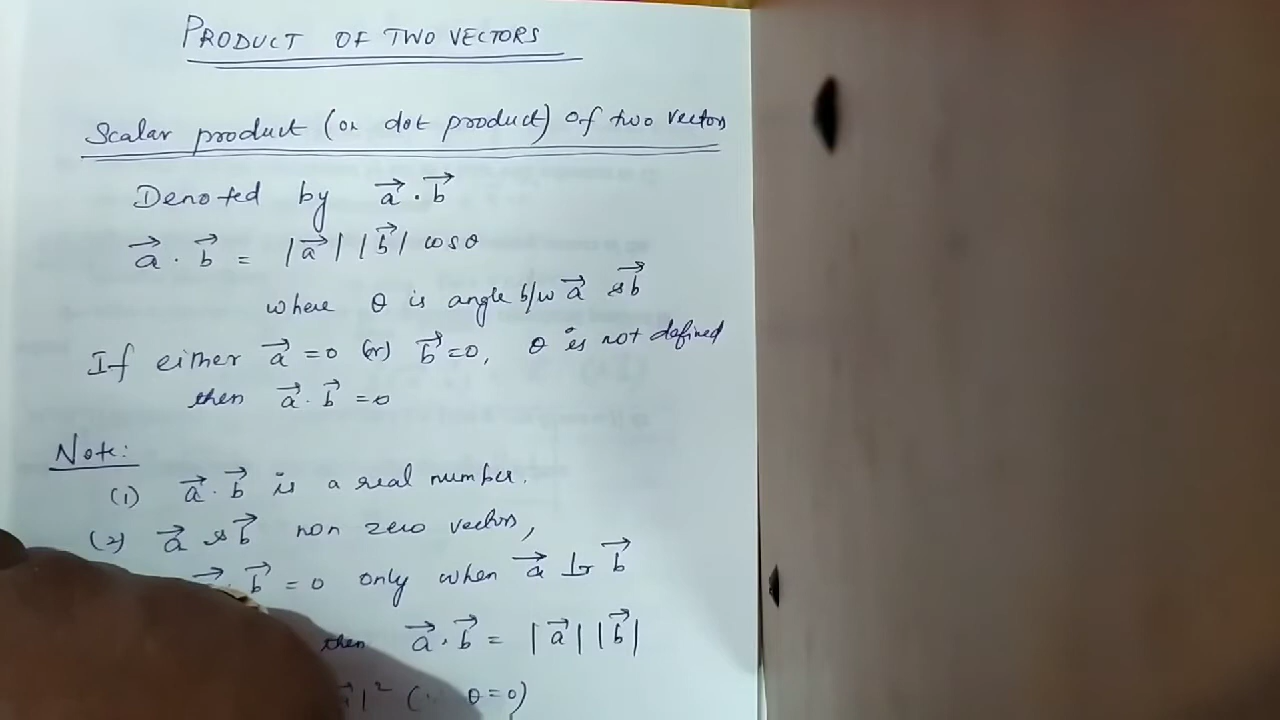 PRODUCT OF TWO VECTORS
Scalar product (or dot product) of two vectors
Denoted by a⃗ . b⃗
a⃗ . b⃗ = |a⃗| |b⃗| cosθ
where θ is angle b/w a⃗ & b⃗
If either a⃗ = 0 (or) b⃗ = 0, θ is not defined
then a⃗ . b⃗ = 0
Note:
(1) a⃗ . b⃗ is a real number.
(2) a⃗ & b⃗ non zero vectors,
. b⃗ = 0 only when a⃗ ⊥r b⃗
then a⃗ . b⃗ = |a⃗| |b⃗|
|² (∵ θ = 0)